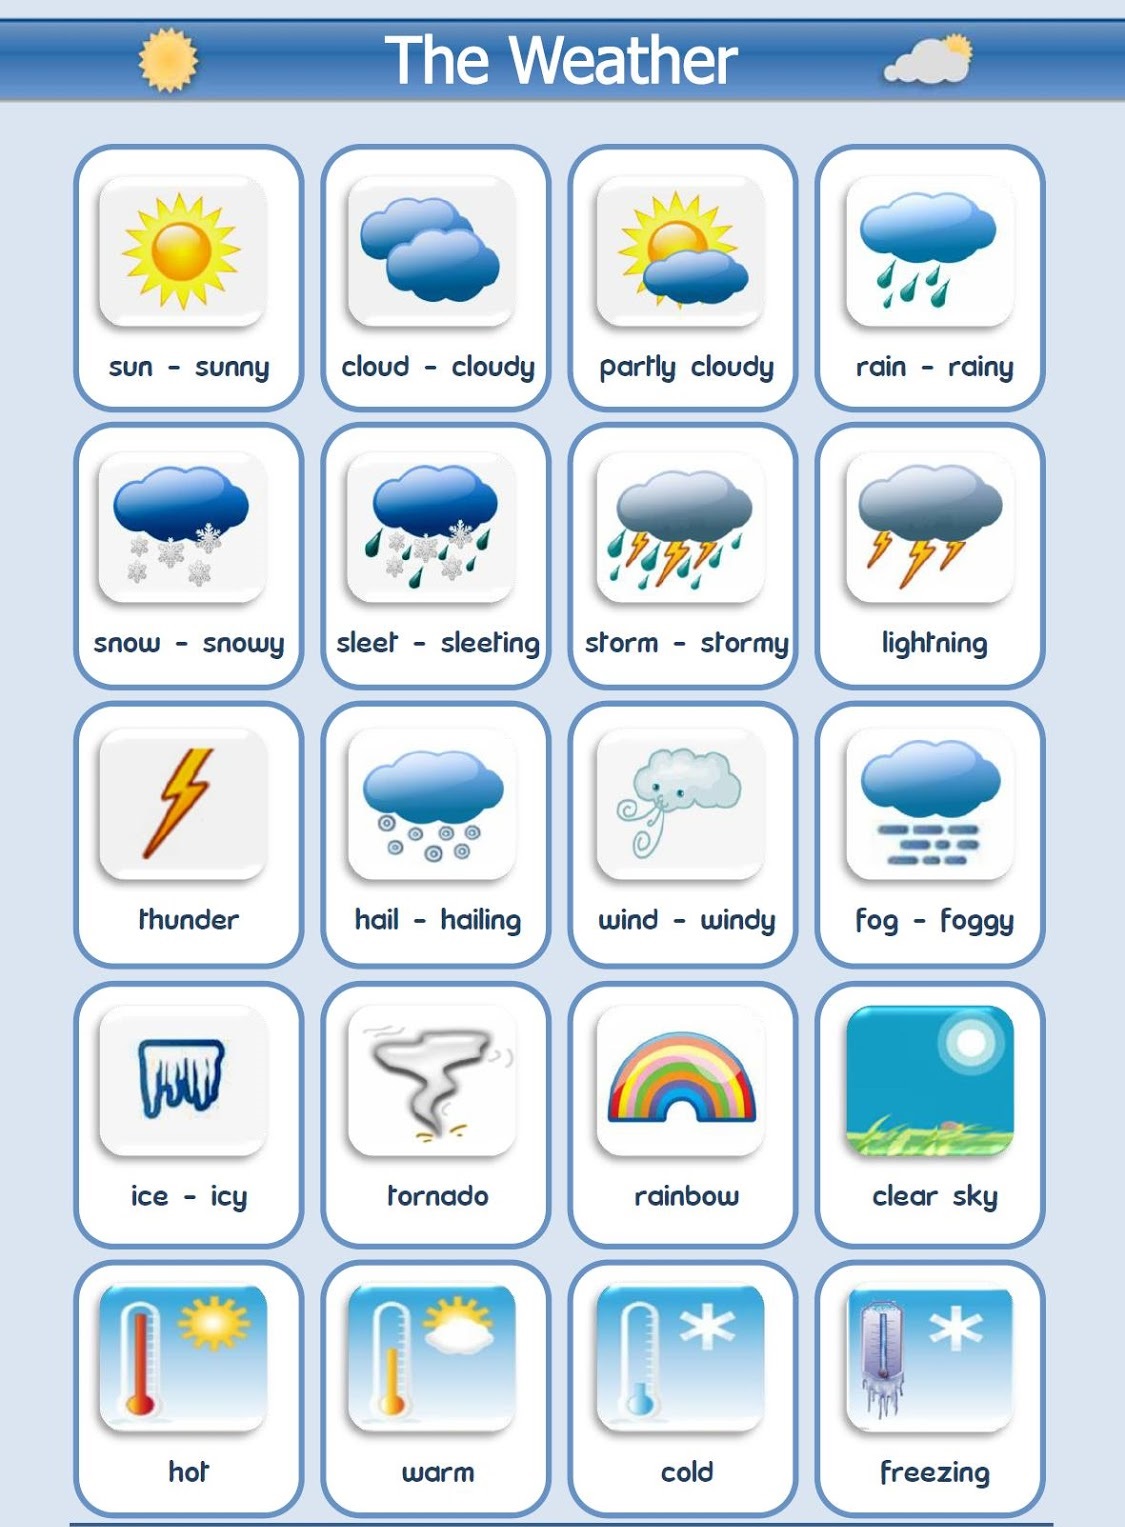 The Weather
sun - sunny
cloud - cloudy
partly cloudy
rain - rainy
snow - snowy
sleet - sleeting
storm - stormy
lightning
thunder
hail - hailing
wind - windy
fog - foggy
ice - icy
tornado
rainbow
clear sky
hot
warm
cold
freezing